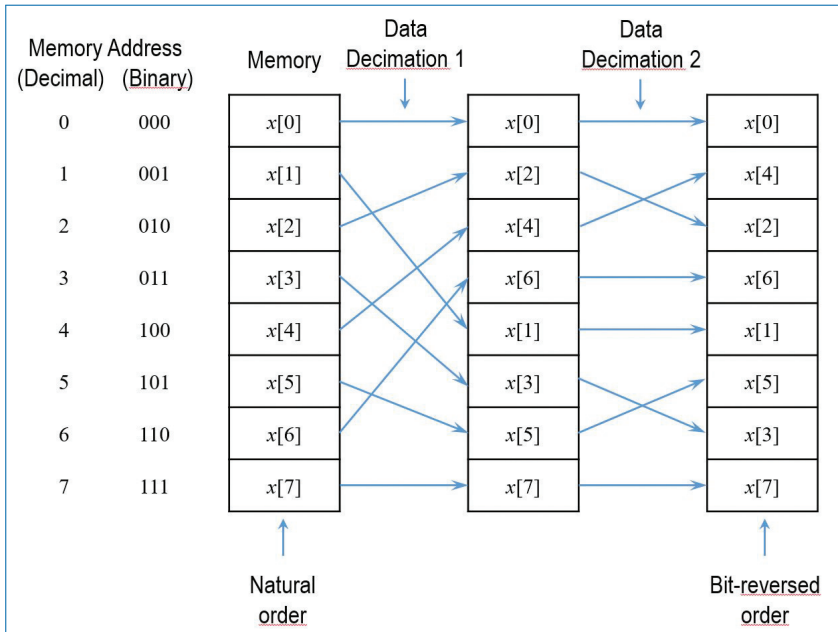 Data Data
Memory Address Memory Decimation 1 Decimation 2
(Decimal) (Binary)
0 000 x[0] x[0] x[0]
1 001 x[1] x[2] x[4]
2 010 x[2] x[4] x[2]
3 011 x[3] x[6] x[6]
4 100 x[4] x[1] x[1]
5 101 x[5] x[3] x[5]
6 110 x[6] x[5] x[3]
7 111 x[7] x[7] x[7]
Natural Bit-reversed
order order